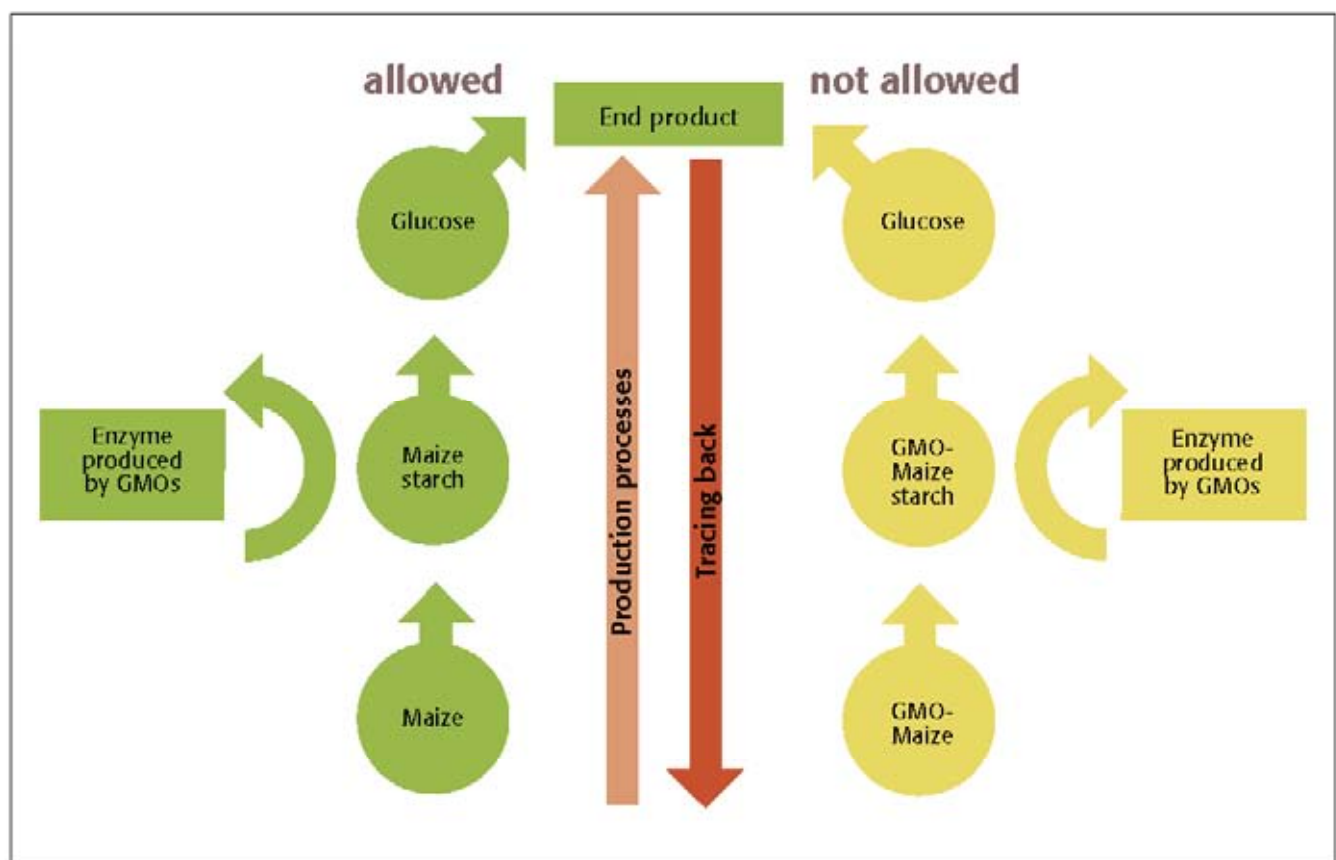 allowed
not allowed
End product
Glucose
Glucose
Enzyme
produced
by GMOs
Maize
starch
Production processes
Tracing back
GMO-
Maize
starch
Enzyme
produced
by GMOs
Maize
GMO-
Maize